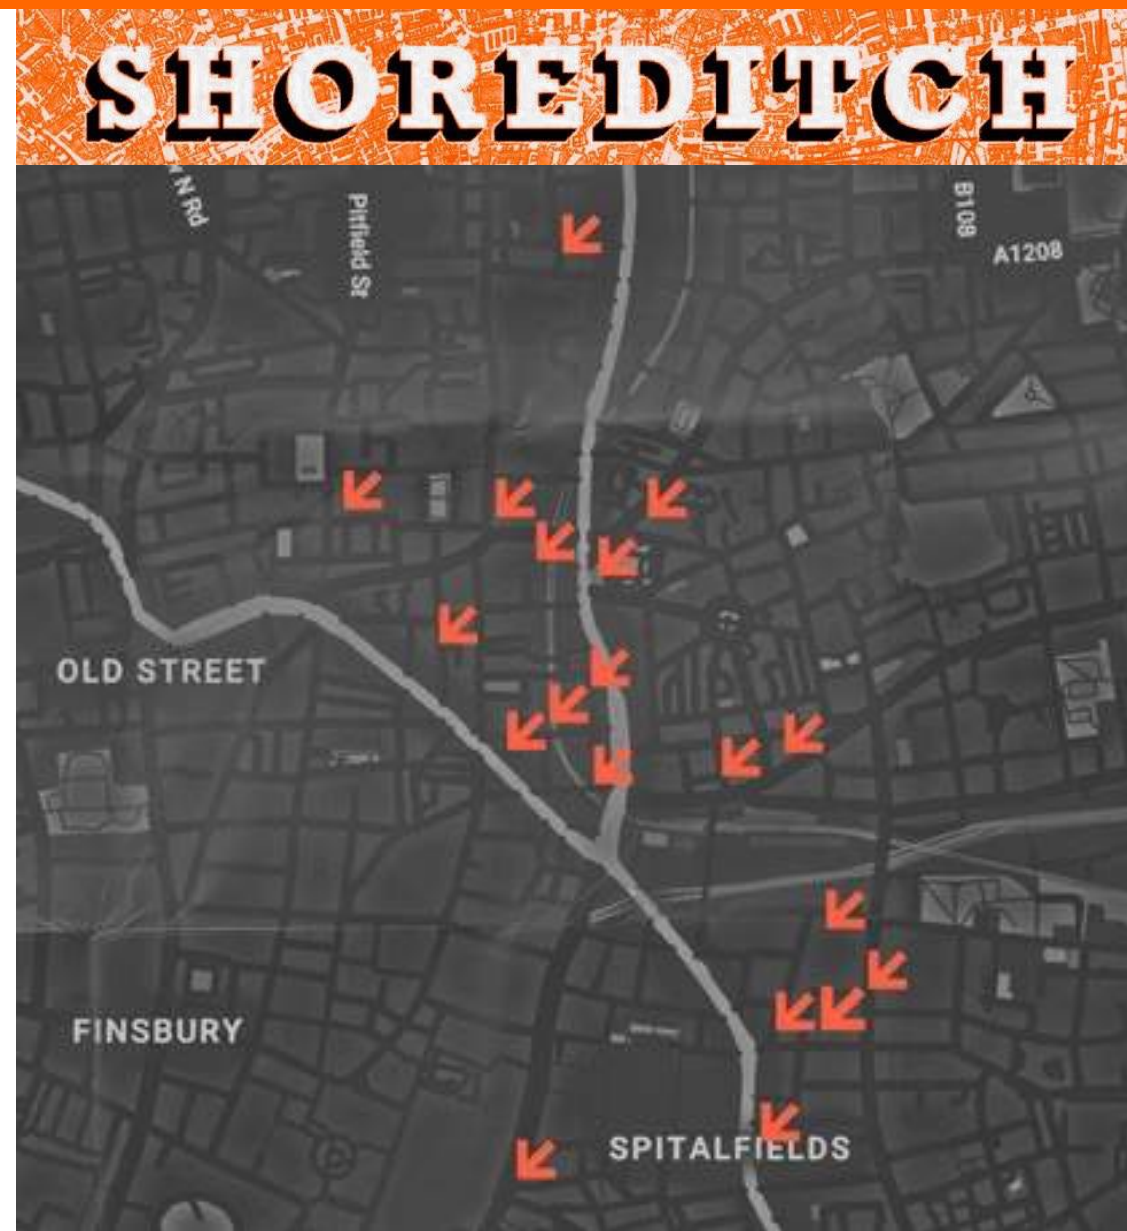 SHOREDITCH
N Rd
Pitfield St
B108
A1208
OLD STREET
FINSBURY
SPITALFIELDS